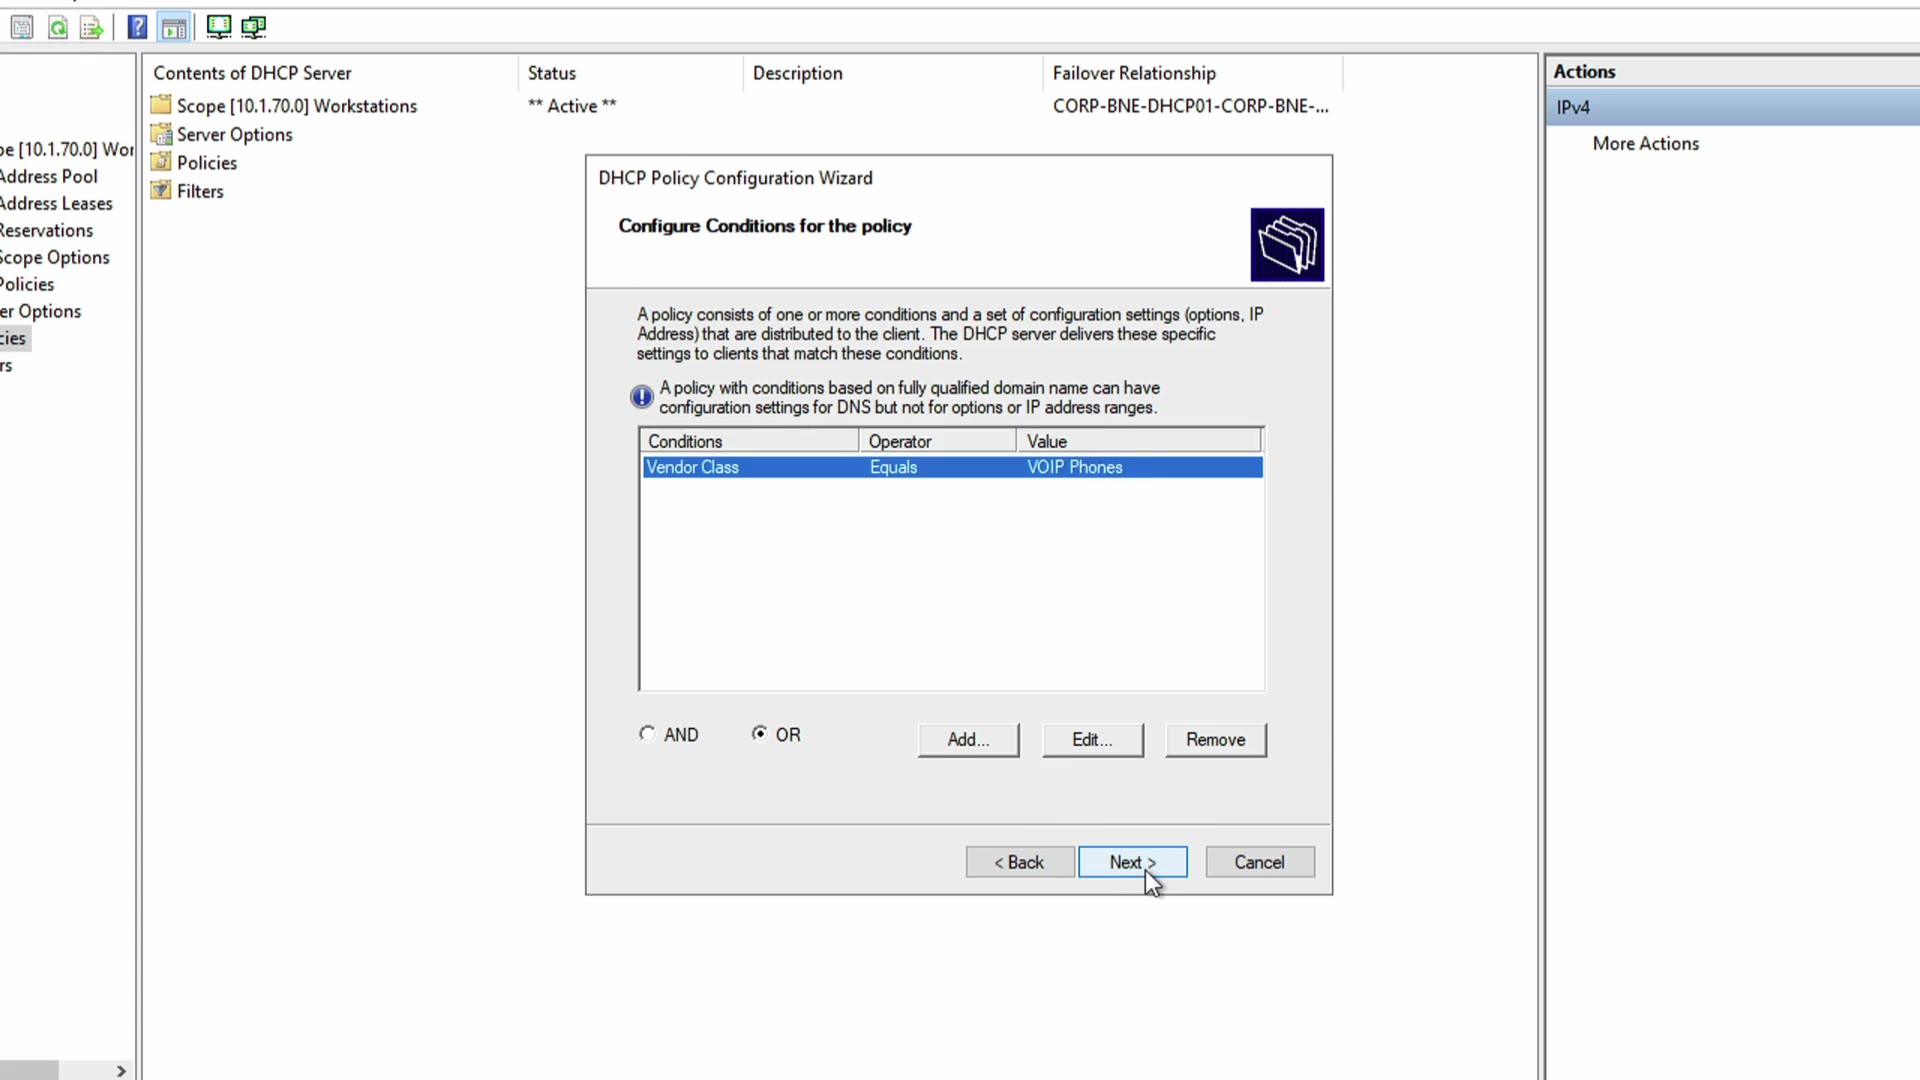 Contents of DHCP Server
Status
Description
Failover Relationship
Scope [10.1.70.0] Workstations
** Active **
CORP-BNE-DHCP01-CORP-BNE-...
Server Options
Policies
Filters
pe [10.1.70.0] Wor
Address Pool
Address Leases
Reservations
Scope Options
Policies
er Options
cies
rs
DHCP Policy Configuration Wizard
Configure Conditions for the policy
A policy consists of one or more conditions and a set of configuration settings (options, IP
Address) that are distributed to the client. The DHCP server delivers these specific
settings to clients that match these conditions.
A policy with conditions based on fully qualified domain name can have
configuration settings for DNS but not for options or IP address ranges.
Conditions
Operator
Value
Vendor Class
Equals
VOIP Phones
AND
OR
Add...
Edit...
Remove
< Back
Next >
Cancel
Actions
IPv4
More Actions